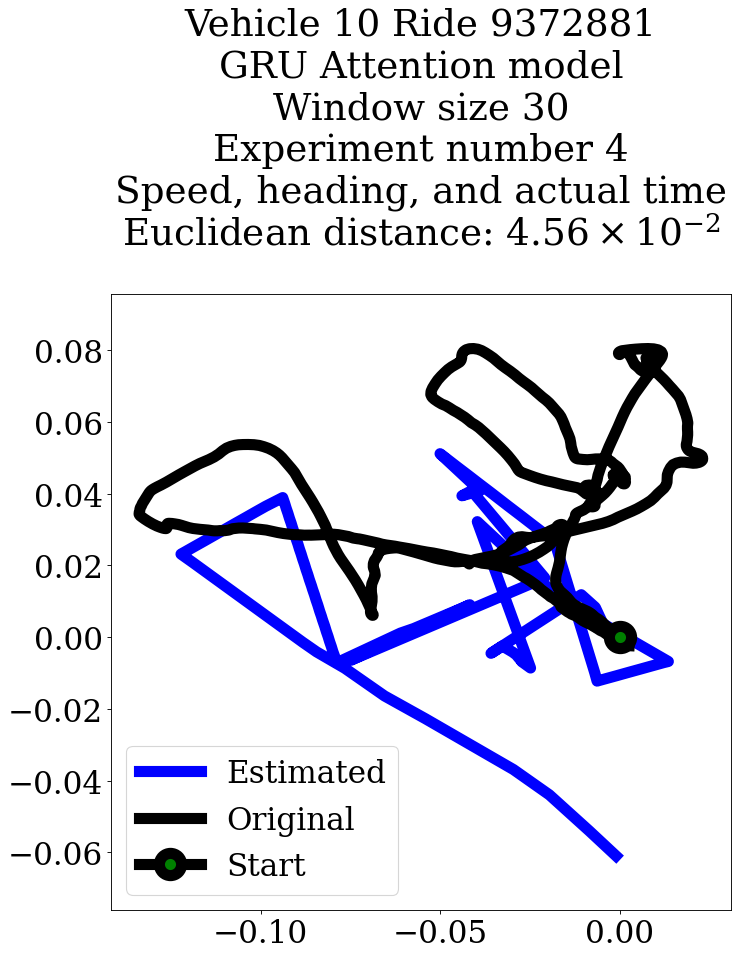 Vehicle 10 Ride 9372881
GRU Attention model
Window size 30
Experiment number 4
Speed, heading, and actual time
Euclidean distance: 4.56 × 10⁻²
0.08
0.06
0.04
0.02
0.00
−0.02
−0.04
−0.06
Estimated
Original
Start
−0.10
−0.05
0.00